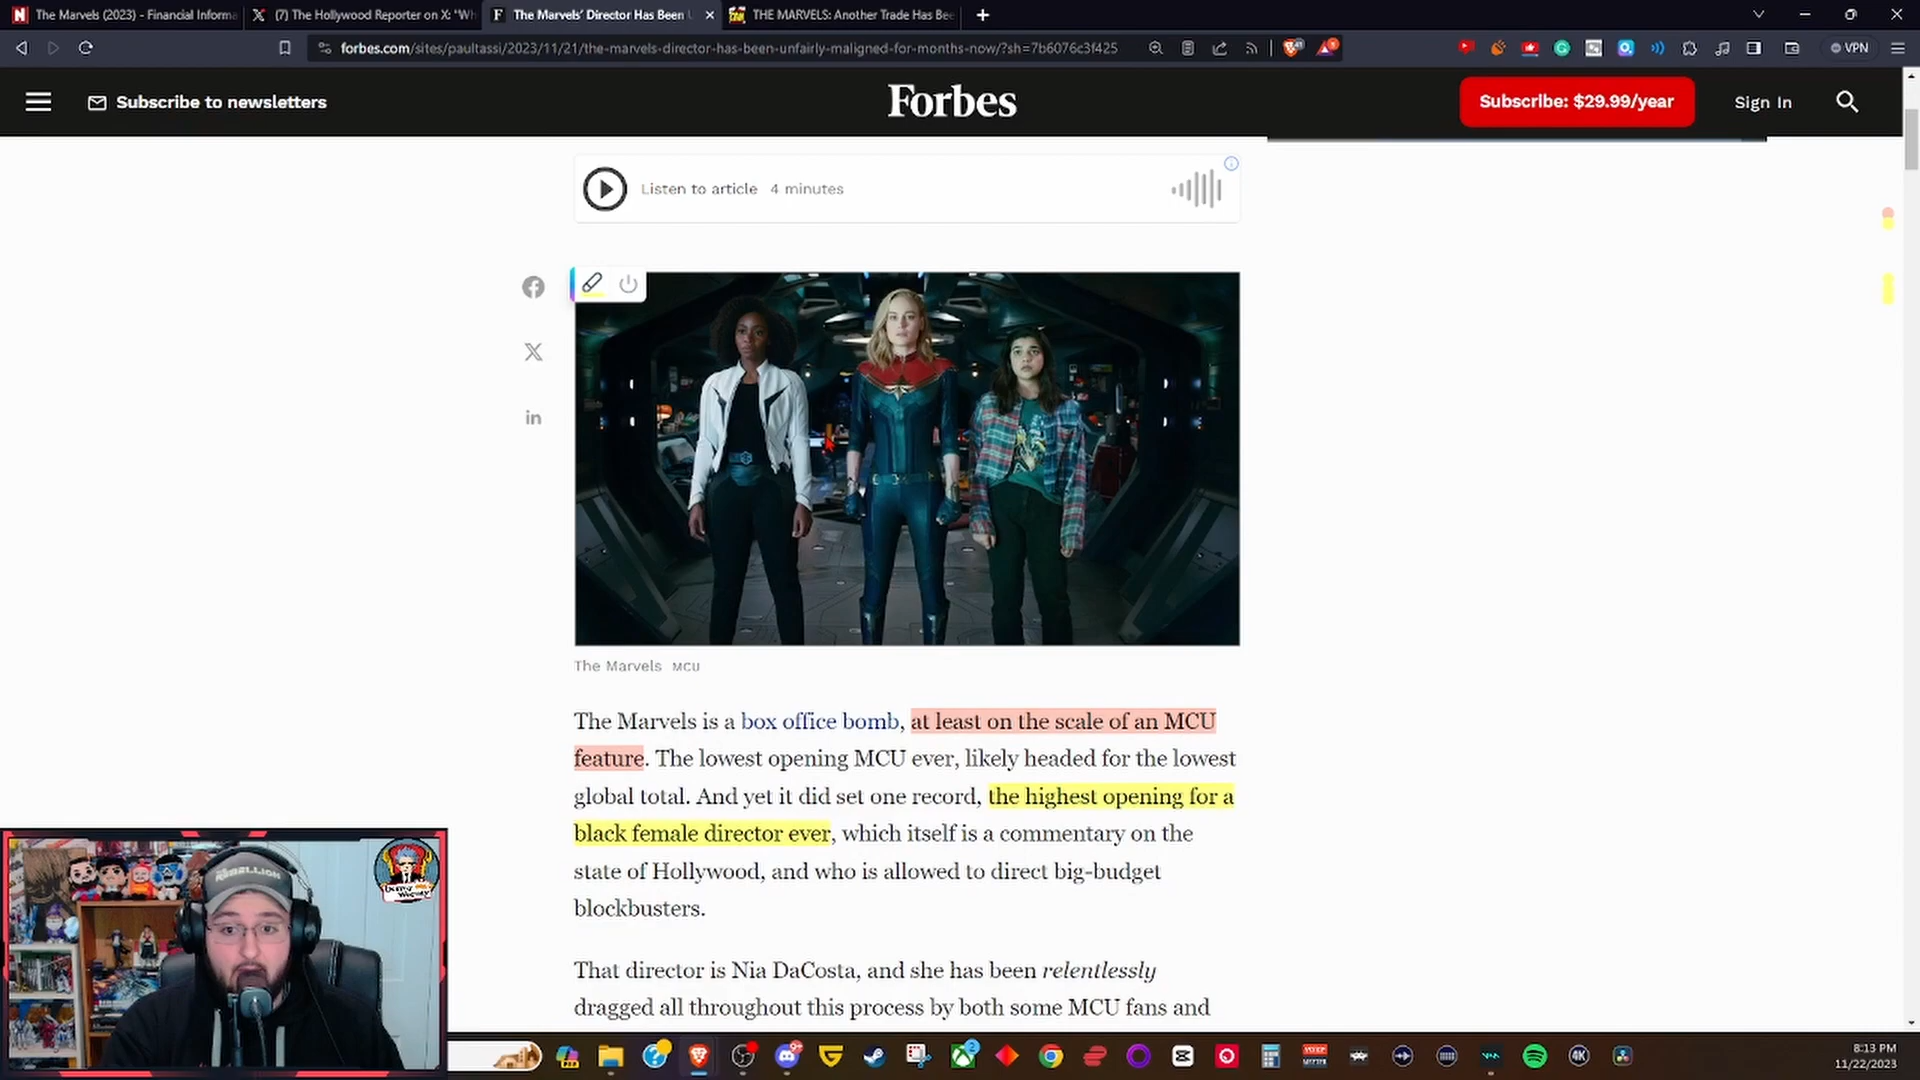 The Marvels (2023) - Financial Informa
(7) The Hollywood Reporter on X: "Wh
The Marvels' Director Has Been U
THE MARVELS: Another Trade Has Bee
forbes.com/sites/paultassi/2023/11/21/the-marvels-director-has-been-unfairly-maligned-for-months-now/?sh=7b6076c3f425
VPN
Subscribe to newsletters
Forbes
Subscribe: $29.99/year
Sign In
Listen to article 4 minutes
The Marvels MCU
The Marvels is a box office bomb, at least on the scale of an MCU
feature. The lowest opening MCU ever, likely headed for the lowest
global total. And yet it did set one record, the highest opening for a
black female director ever, which itself is a commentary on the
state of Hollywood, and who is allowed to direct big-budget
blockbusters.
That director is Nia DaCosta, and she has been relentlessly
dragged all throughout this process by both some MCU fans and
REBELLION
8:13 PM
11/22/2023